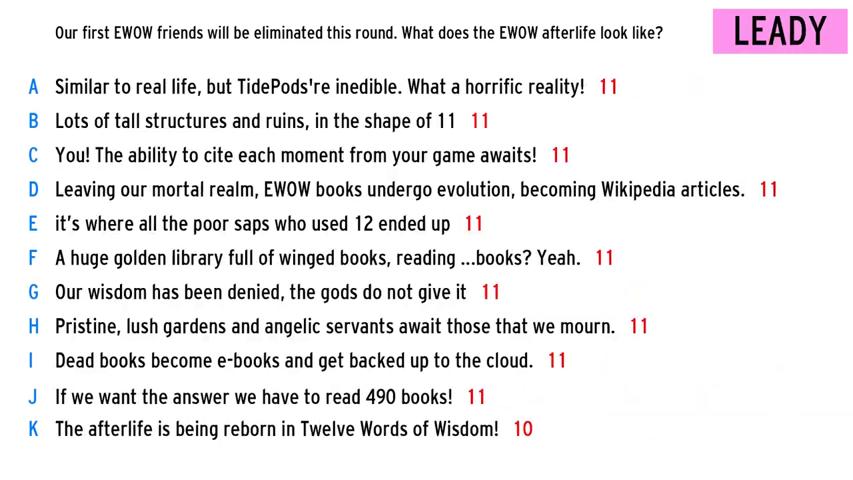 Our first EWOW friends will be eliminated this round. What does the EWOW afterlife look like?
LEADY
A Similar to real life, but TidePods're inedible. What a horrific reality! 11
B Lots of tall structures and ruins, in the shape of 11 11
C You! The ability to cite each moment from your game awaits! 11
D Leaving our mortal realm, EWOW books undergo evolution, becoming Wikipedia articles. 11
E it's where all the poor saps who used 12 ended up 11
F A huge golden library full of winged books, reading ...books? Yeah. 11
G Our wisdom has been denied, the gods do not give it 11
H Pristine, lush gardens and angelic servants await those that we mourn. 11
I Dead books become e-books and get backed up to the cloud. 11
J If we want the answer we have to read 490 books! 11
K The afterlife is being reborn in Twelve Words of Wisdom! 10